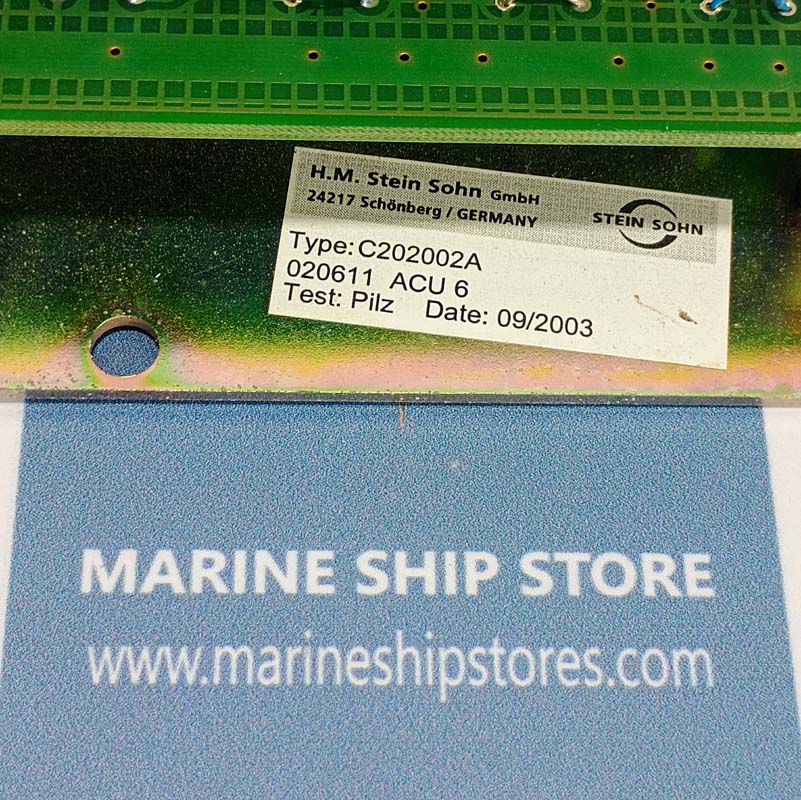 H.M. Stein Sohn GmbH
24217 Schönberg / GERMANY
STEIN SOHN
Type: C202002A
020611 ACU 6
Test: Pilz Date: 09/2003
MARINE SHIP STORE
www.marineshipstores.com